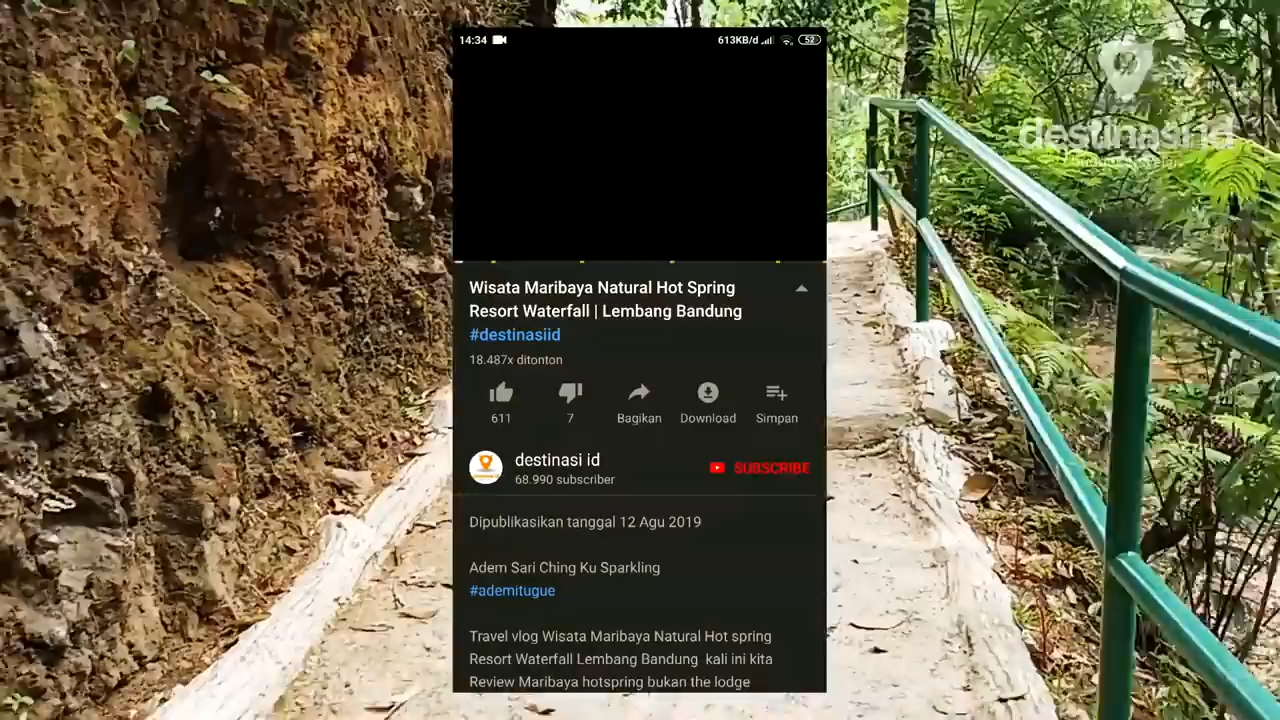 14:34 613KB/d 52
destinasi id
Wisata Maribaya Natural Hot Spring
Resort Waterfall | Lembang Bandung
#destinasiid
18.487x ditonton
611 7 Bagikan Download Simpan
destinasi id
68.990 subscriber
SUBSCRIBE
Dipublikasikan tanggal 12 Agu 2019
Adem Sari Ching Ku Sparkling
#ademitugue
Travel vlog Wisata Maribaya Natural Hot spring
Resort Waterfall Lembang Bandung kali ini kita
Review Maribaya hotspring bukan the lodge